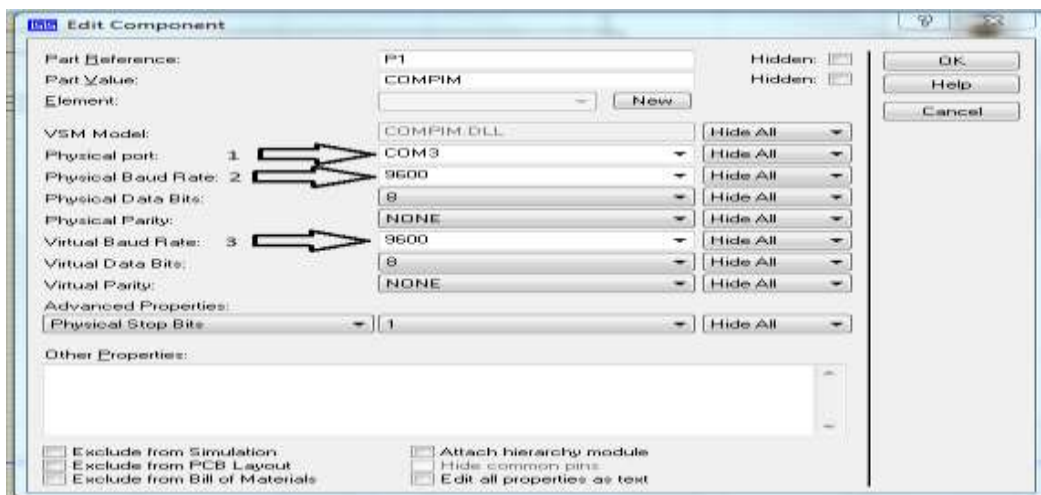 ISIS Edit Component
Part Reference: P1 Hidden:
Part Value: COMPIM Hidden:
Element: New
VSM Model: COMPIM.DLL Hide All
Physical port: 1 COM3 Hide All
Physical Baud Rate: 2 9600 Hide All
Physical Data Bits: 8 Hide All
Physical Parity: NONE Hide All
Virtual Baud Rate: 3 9600 Hide All
Virtual Data Bits: 8 Hide All
Virtual Parity: NONE Hide All
Advanced Properties:
Physical Stop Bits 1 Hide All
Other Properties:
Exclude from Simulation Attach hierarchy module
Exclude from PCB Layout Hide common pins
Exclude from Bill of Materials Edit all properties as text
OK
Help
Cancel